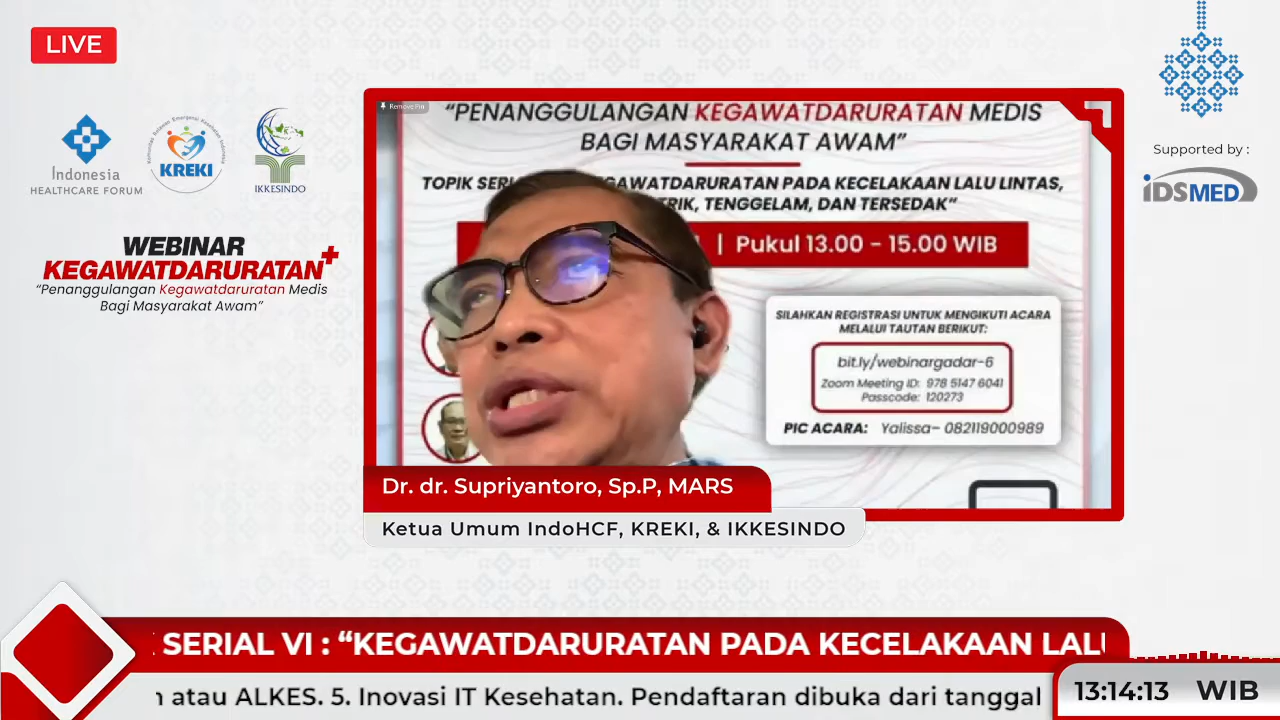 LIVE
Indonesia
HEALTHCARE FORUM
KREKI
IKKESINDO
WEBINAR
KEGAWATDARURATAN
“Penanggulangan Kegawatdaruratan Medis
Bagi Masyarakat Awam”
Supported by :
iDSMED
Remove Pin
“PENANGGULANGAN KEGAWATDARURATAN MEDIS
BAGI MASYARAKAT AWAM”
TOPIK SERI GAWATDARURATAN PADA KECELAKAAN LALU LINTAS,
TRIK, TENGGELAM, DAN TERSEDAK”
| Pukul 13.00 - 15.00 WIB
SILAHKAN REGISTRASI UNTUK MENGIKUTI ACARA
MELALUI TAUTAN BERIKUT:
bit.ly/webinargadar-6
Zoom Meeting ID: 978 5147 6041
Passcode: 120273
PIC ACARA: Yalissa- 082119000989
Dr. dr. Supriyantoro, Sp.P, MARS
Ketua Umum IndoHCF, KREKI, & IKKESINDO
SERIAL VI : “KEGAWATDARURATAN PADA KECELAKAAN LALU
atau ALKES. 5. Inovasi IT Kesehatan. Pendaftaran dibuka dari tanggal
13:14:13 WIB